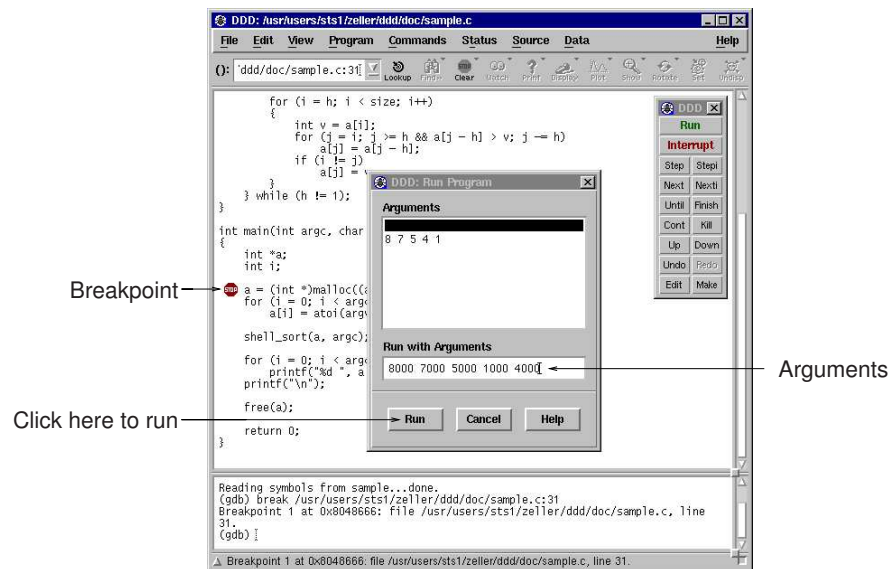 DDD: /usr/users/sts1/zeller/ddd/doc/sample.c
File Edit View Program Commands Status Source Data Help
(): ddd/doc/sample.c:31
Lookup Find» Clear Watch Print Display Plot Show Rotate Set Undisp
for (i = h; i < size; i++)
{
int v = a[i];
for (j = i; j >= h && a[j - h] > v; j -= h)
a[j] = a[j - h];
if (i != j)
a[j] =
}
} while (h != 1);
}
int main(int argc, char
{
int *a;
int i;
Breakpoint
STOP
a = (int *)malloc((a
for (i = 0; i < argc
a[i] = atoi(argv
shell_sort(a, argc);
for (i = 0; i < argc
printf("%d ", a
printf("\n");
free(a);
return 0;
}
DDD: Run Program
Arguments
8 7 5 4 1
Run with Arguments
8000 7000 5000 1000 4000
Arguments
Click here to run
Run Cancel Help
DDD
Run
Interrupt
Step Stepi
Next Nexti
Until Finish
Cont Kill
Up Down
Undo Redo
Edit Make
Reading symbols from sample...done.
(gdb) break /usr/users/sts1/zeller/ddd/doc/sample.c:31
Breakpoint 1 at 0x8048666: file /usr/users/sts1/zeller/ddd/doc/sample.c, line
31.
(gdb)
Breakpoint 1 at 0x8048666: file /usr/users/sts1/zeller/ddd/doc/sample.c, line 31.